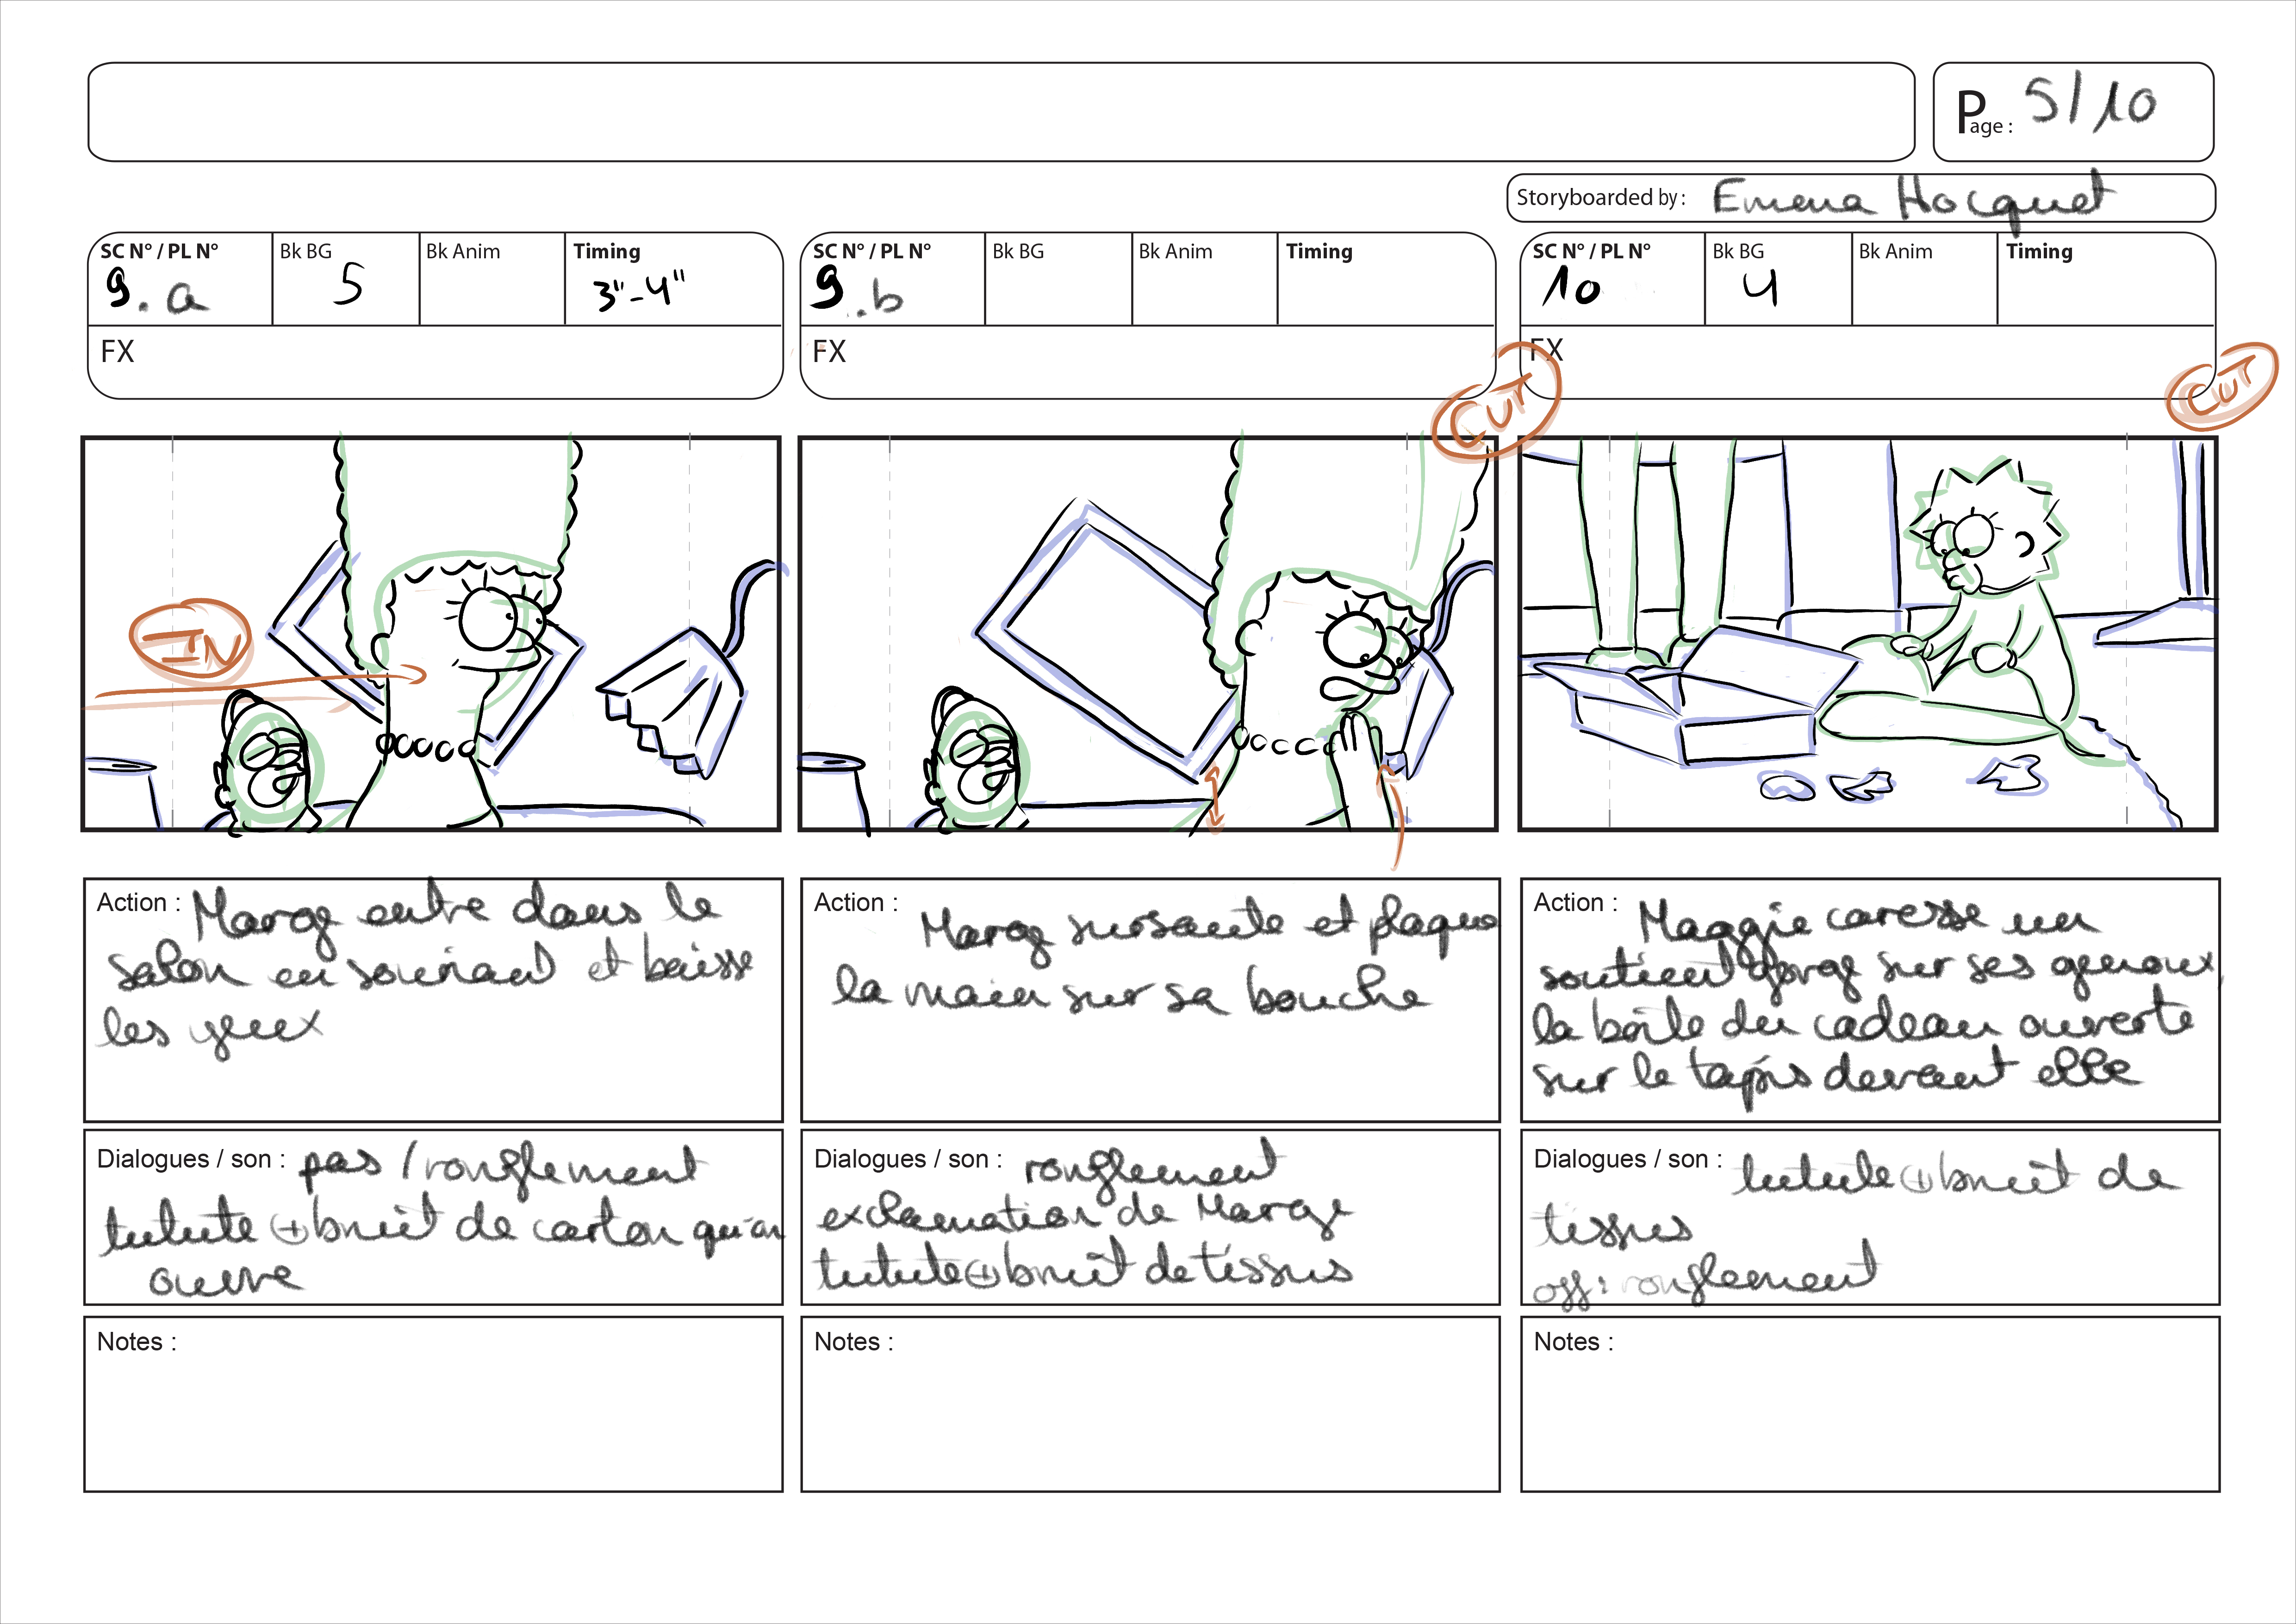 Page : 5/10
Storyboarded by : Emma Hocquet
SC N° / PL N° Bk BG Bk Anim Timing
9.a 5 3"-4"
FX
SC N° / PL N° Bk BG Bk Anim Timing
9.b
FX
CUT
SC N° / PL N° Bk BG Bk Anim Timing
10 4
FX
CUT
IN
Action : Marge entre dans le
salon en souriant et baisse
les yeux
Action : Marge sursaute et plaque
la main sur sa bouche
Action : Maggie caresse un
soutient gorge sur ses genoux
la boîte du cadeau ouverte
sur le tapis devant elle
Dialogues / son : pas / ronflement
tutute + bruit de carton qu'on
ouvre
Dialogues / son : ronflement
exclamation de Marge
tutute + bruit de tissus
Dialogues / son : tutute + bruit de
tissus
off : ronflement
Notes :
Notes :
Notes :